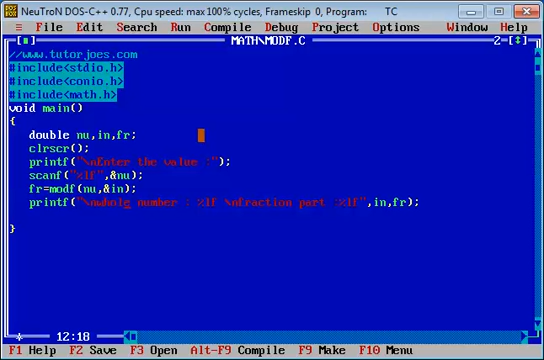 NeuTroN DOS-C++ 0.77, Cpu speed: max 100% cycles, Frameskip 0, Program: TC
≡ File Edit Search Run Compile Debug Project Options Window Help
[■] MATH\MODF.C 2=[↕]
//www.tutorjoes.com
#include<stdio.h>
#include<conio.h>
#include<math.h>
void main()
{
double nu,in,fr;
clrscr();
printf("\nEnter the value :");
scanf("%lf",&nu);
fr=modf(nu,&in);
printf("\nwhole number : %lf \nfraction part :%lf",in,fr);
}
* 12:18
F1 Help F2 Save F3 Open Alt-F9 Compile F9 Make F10 Menu